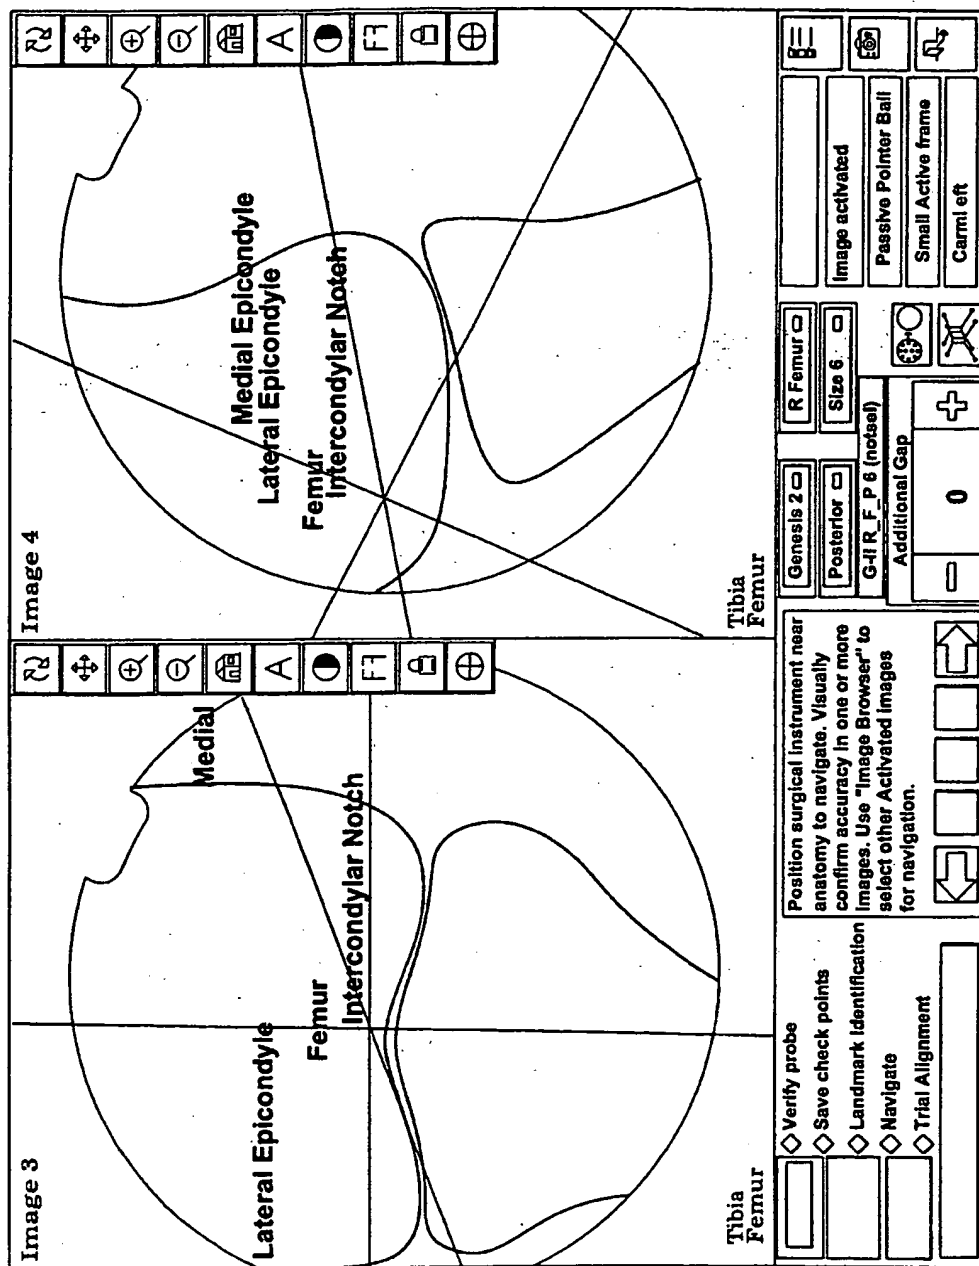 Image 3
Lateral Epicondyle
Femur
Intercondylar Notch
Medial
Tibia
Femur
A
Image 4
Medial Epicondyle
Lateral Epicondyle
Femur
Intercondylar Notch
Tibia
Femur
A
Verify probe
Save check points
Landmark Identification
Navigate
Trial Alignment
Position surgical instrument near
anatomy to navigate. Visually
confirm accuracy in one or more
images. Use "Image Browser" to
select other Activated images
for navigation.
Genesis 2
R Femur
Posterior
Size 6
G-II R_F_P 6 (notsel)
Additional Gap
0
Image activated
Passive Pointer Ball
Small Active frame
Carml eft